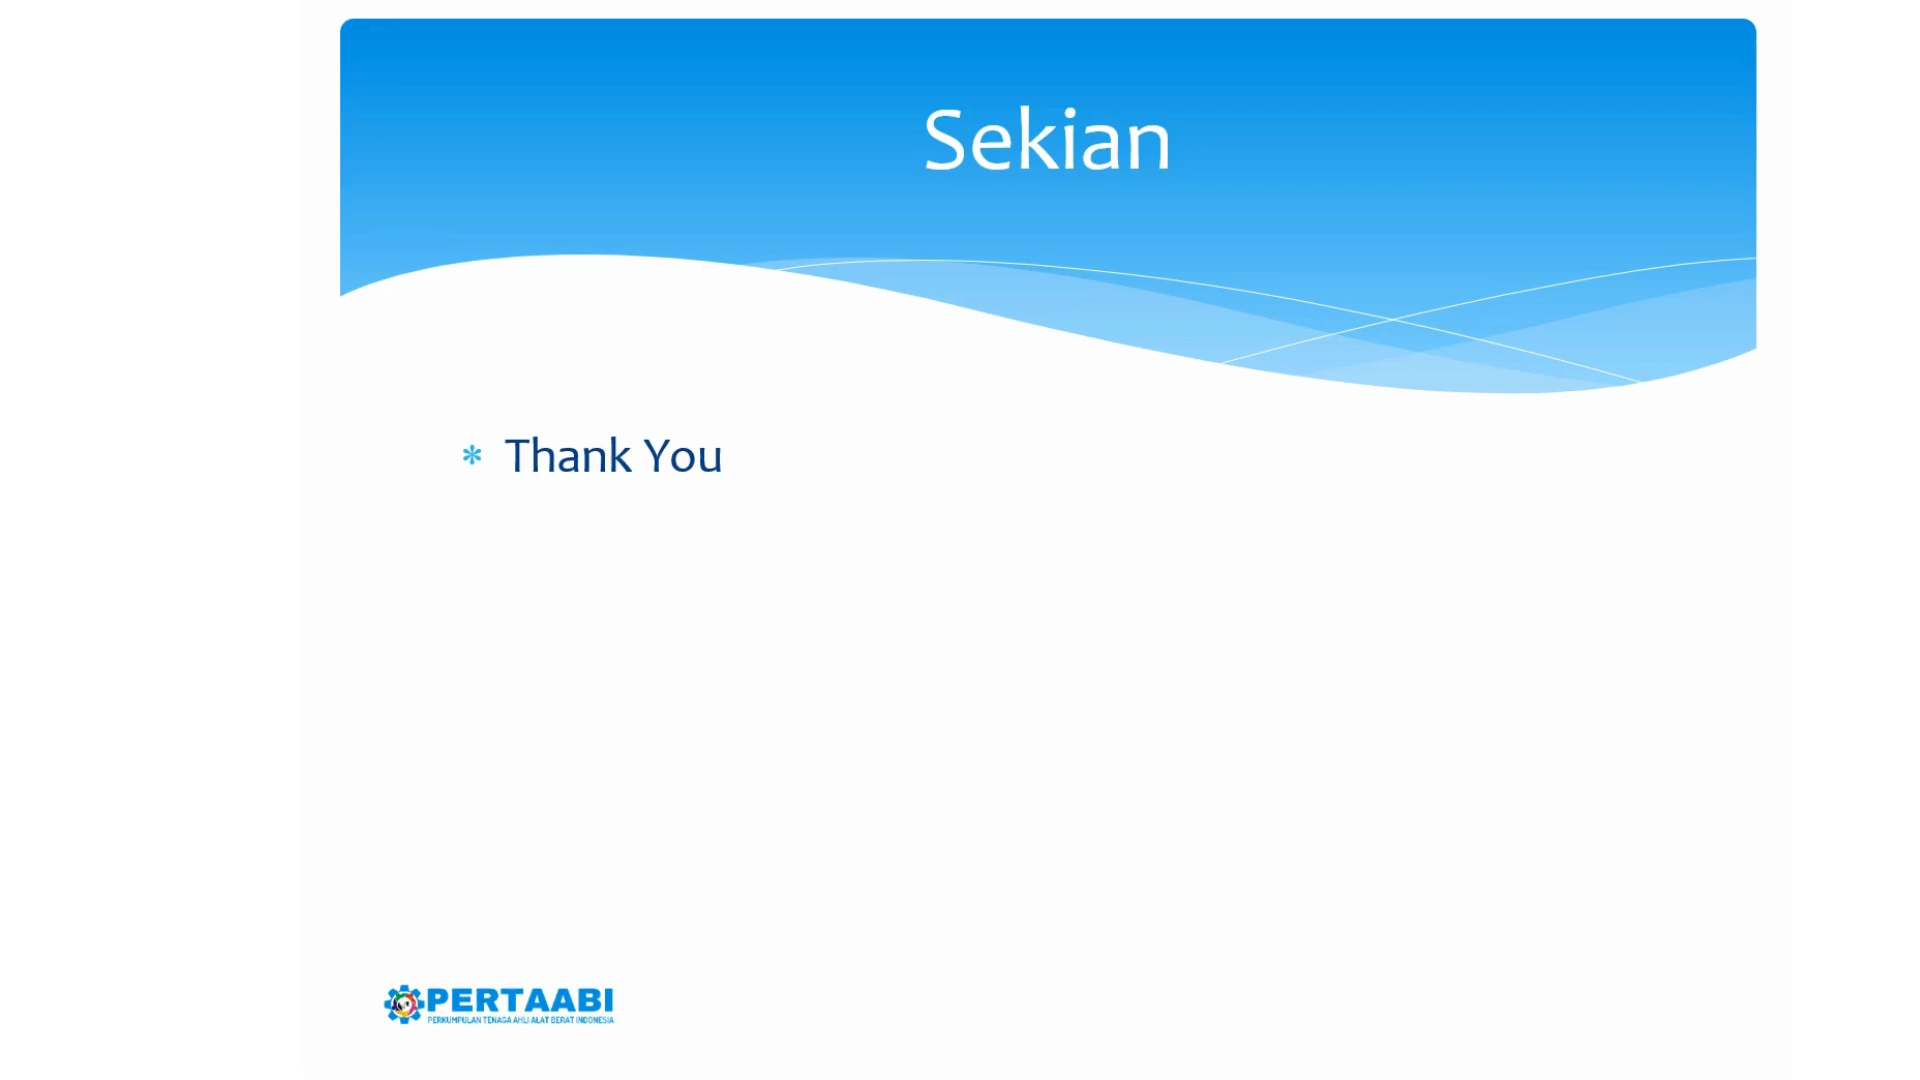 Sekian
* Thank You
PERTAABI
PERKUMPULAN TENAGA AHLI ALAT BERAT INDONESIA